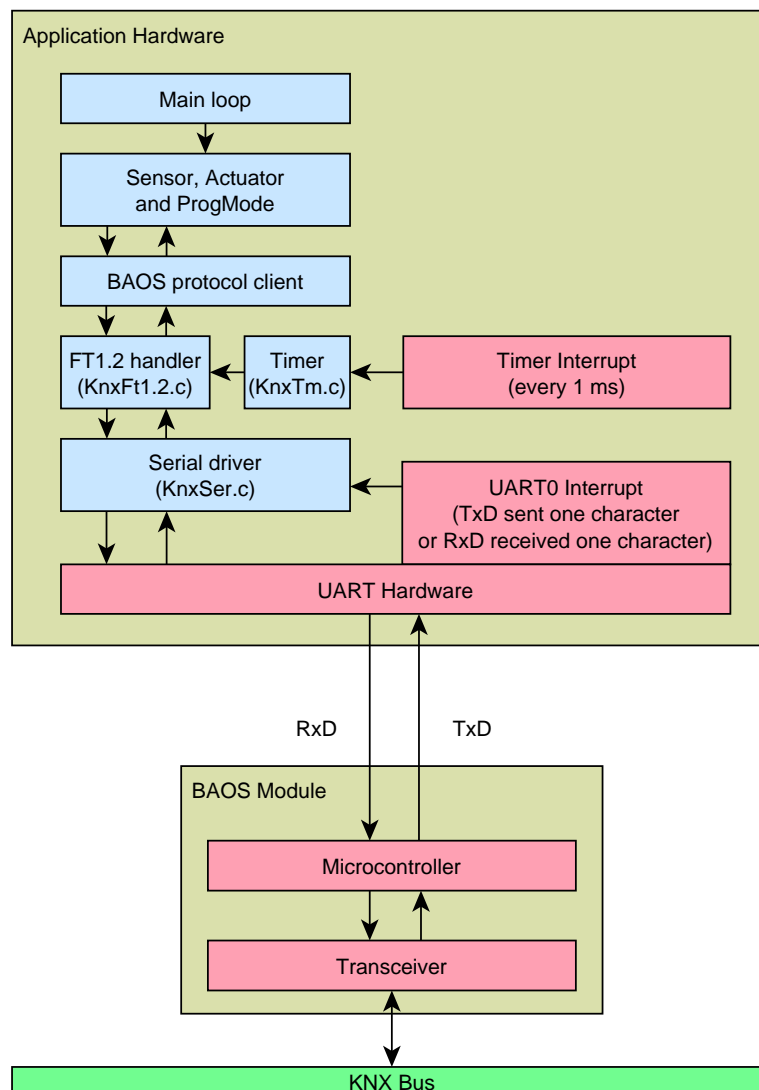 Application Hardware
Main loop
Sensor, Actuator
and ProgMode
BAOS protocol client
FT1.2 handler
(KnxFt1.2.c)
Timer
(KnxTm.c)
Timer Interrupt
(every 1 ms)
Serial driver
(KnxSer.c)
UART0 Interrupt
(TxD sent one character
or RxD received one character)
UART Hardware
RxD
TxD
BAOS Module
Microcontroller
Transceiver
KNX Bus